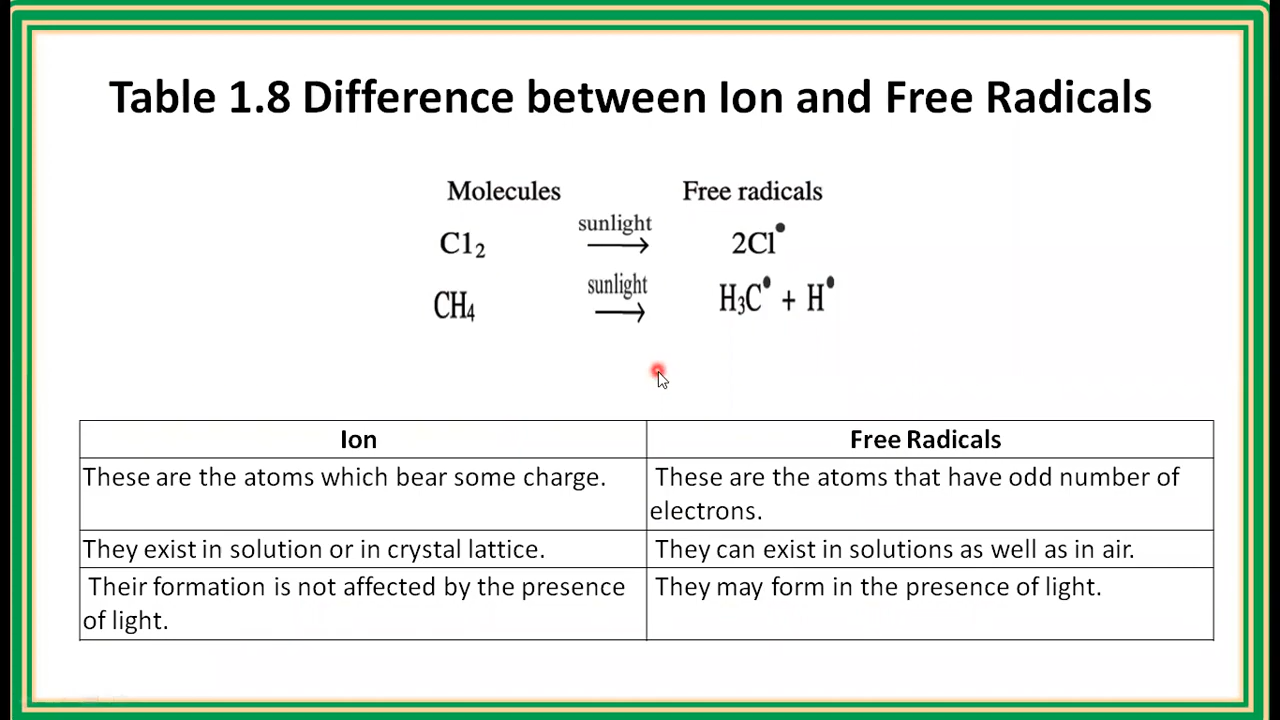 Table 1.8 Difference between Ion and Free Radicals
Molecules Free radicals
sunlight
Cl₂ → 2Cl•
sunlight
CH₄ → H₃C• + H•
Ion Free Radicals
These are the atoms which bear some charge. These are the atoms that have odd number of
electrons.
They exist in solution or in crystal lattice. They can exist in solutions as well as in air.
Their formation is not affected by the presence They may form in the presence of light.
of light.